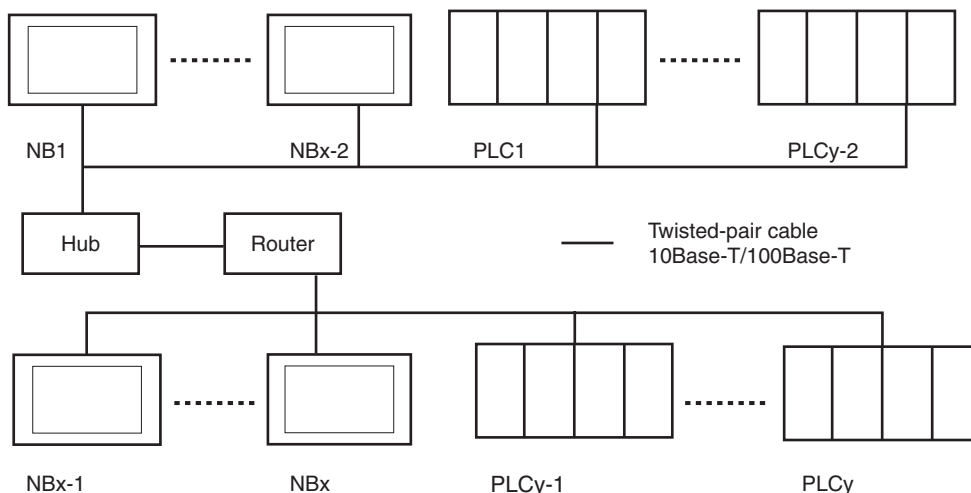 NB1
NBx-2
PLC1
PLCy-2
Hub
Router
Twisted-pair cable
10Base-T/100Base-T
NBx-1
NBx
PLCy-1
PLCy